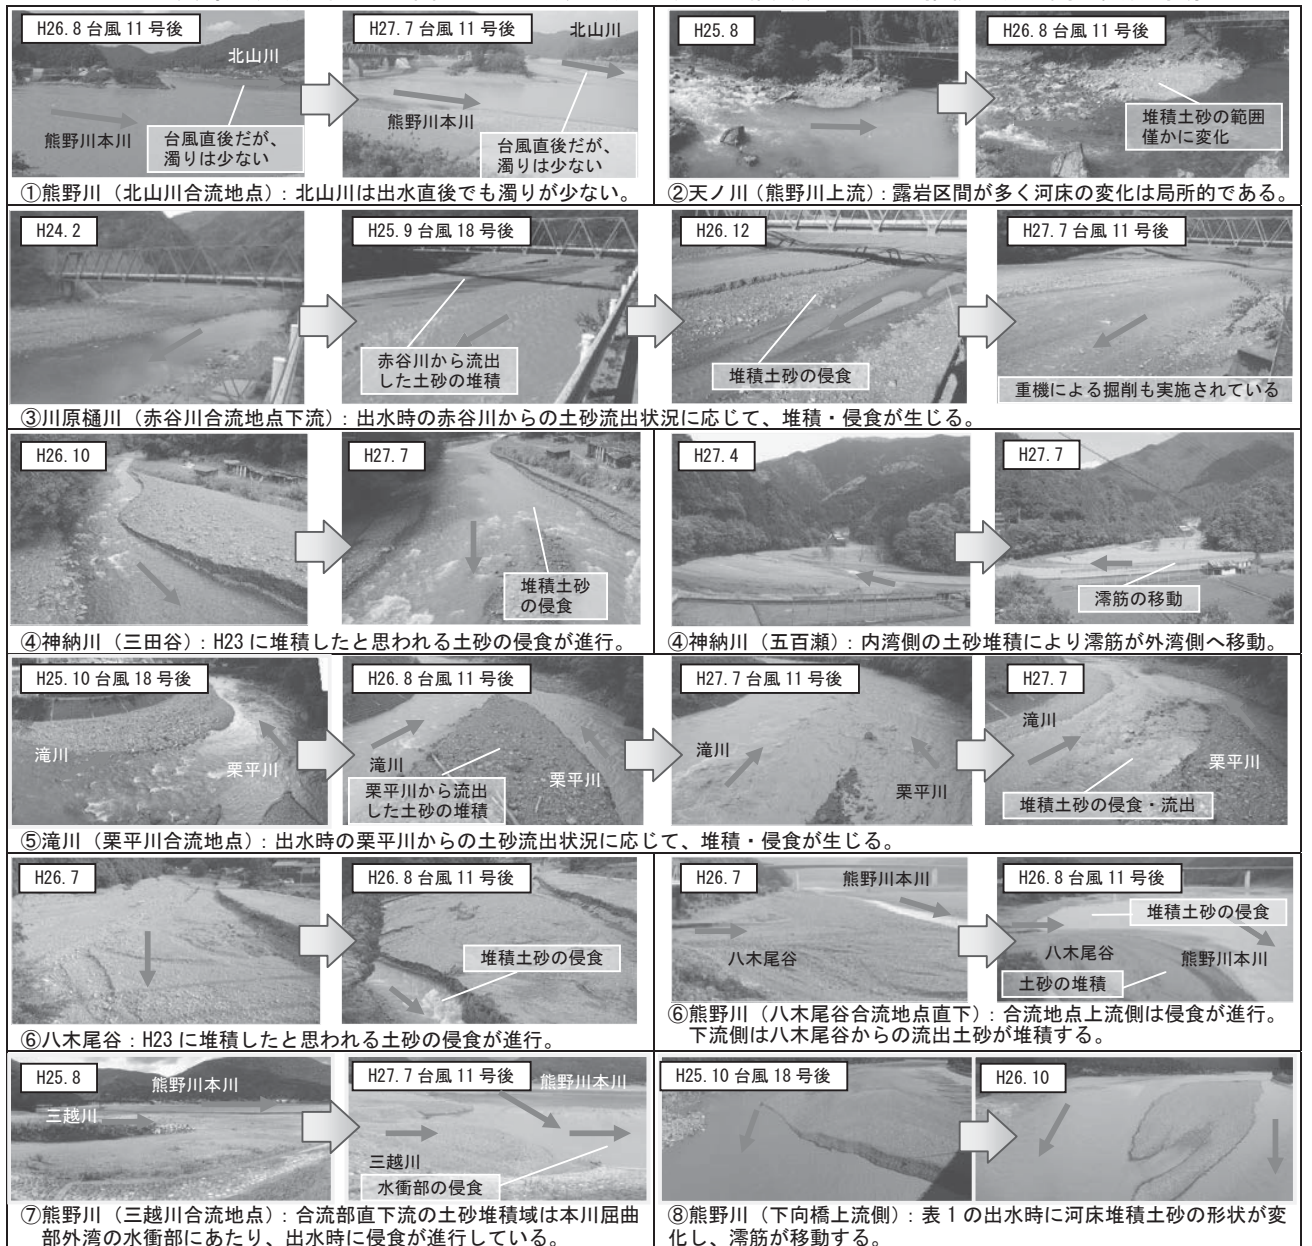 H26.8 台風 11 号後
北山川
熊野川本川
台風直後だが、
濁りは少ない
H27.7 台風 11 号後
北山川
熊野川本川
台風直後だが、
濁りは少ない
①熊野川（北山川合流地点）：北山川は出水直後でも濁りが少ない。
H25.8
H26.8 台風 11 号後
堆積土砂の範囲
僅かに変化
②天ノ川（熊野川上流）：露岩区間が多く河床の変化は局所的である。
H24.2
H25.9 台風 18 号後
赤谷川から流出
した土砂の堆積
H26.12
堆積土砂の侵食
H27.7 台風 11 号後
重機による掘削も実施されている
③川原樋川（赤谷川合流地点下流）：出水時の赤谷川からの土砂流出状況に応じて、堆積・侵食が生じる。
H26.10
H27.7
堆積土砂
の侵食
④神納川（三田谷）：H23 に堆積したと思われる土砂の侵食が進行。
H27.4
H27.7
澪筋の移動
④神納川（五百瀬）：内湾側の土砂堆積により澪筋が外湾側へ移動。
H25.10 台風 18 号後
滝川
栗平川
H26.8 台風 11 号後
滝川
栗平川
栗平川から流出
した土砂の堆積
H27.7 台風 11 号後
滝川
栗平川
H27.7
滝川
栗平川
堆積土砂の侵食・流出
⑤滝川（栗平川合流地点）：出水時の栗平川からの土砂流出状況に応じて、堆積・侵食が生じる。
H26.7
H26.8 台風 11 号後
堆積土砂の侵食
⑥八木尾谷：H23 に堆積したと思われる土砂の侵食が進行。
H26.7
熊野川本川
八木尾谷
H26.8 台風 11 号後
堆積土砂の侵食
八木尾谷
熊野川本川
土砂の堆積
⑥熊野川（八木尾谷合流地点直下）：合流地点上流側は侵食が進行。
下流側は八木尾谷からの流出土砂が堆積する。
H25.8
熊野川本川
三越川
H27.7 台風 11 号後
熊野川本川
三越川
水衝部の侵食
⑦熊野川（三越川合流地点）：合流部直下流の土砂堆積域は本川屈曲
部外湾の水衝部にあたり、出水時に侵食が進行している。
H25.10 台風 18 号後
H26.10
⑧熊野川（下向橋上流側）：表 1 の出水時に河床堆積土砂の形状が変
化し、澪筋が移動する。